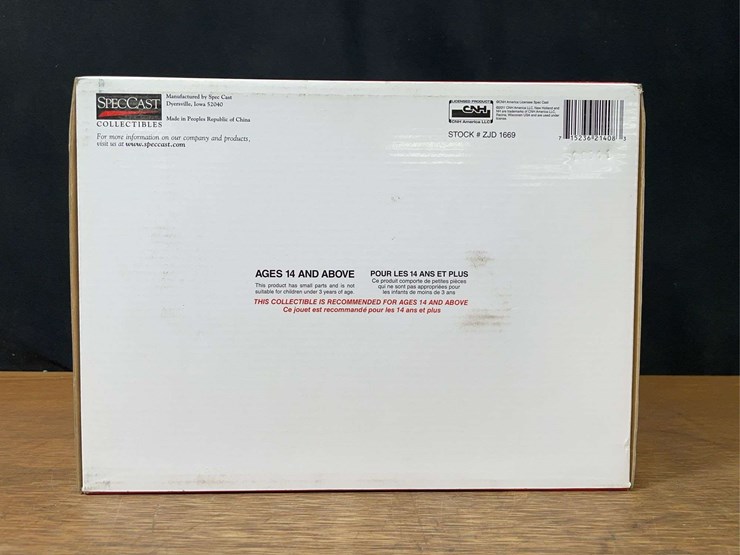 SPECCAST
COLLECTIBLES
Manufactured by Spec Cast
Dyersville, Iowa 52040
Made in Peoples Republic of China
For more information on our company and products,
visit us at www.speccast.com
LICENSED PRODUCT
CNH
CNH America LLC
STOCK # ZJD 1669
7 15236 21408 3
AGES 14 AND ABOVE
This product has small parts and is not
suitable for children under 3 years of age.
POUR LES 14 ANS ET PLUS
Ce produit comporte de petites pièces
qui ne sont pas appropriées pour
les infants de moins de 3 ans
THIS COLLECTIBLE IS RECOMMENDED FOR AGES 14 AND ABOVE
Ce jouet est recommandé pour les 14 ans et plus